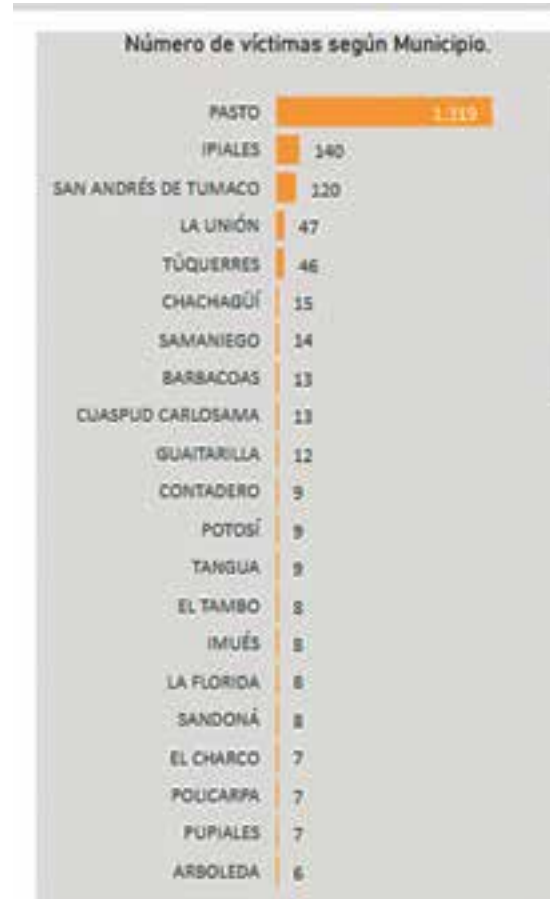 Número de víctimas según Municipio.
PASTO 1.319
IPIALES 140
SAN ANDRÉS DE TUMACO 120
LA UNIÓN 47
TÚQUERRES 46
CHACHAGÜÍ 15
SAMANIEGO 14
BARBACOAS 13
CUASPUD CARLOSAMA 13
GUAITARILLA 12
CONTADERO 9
POTOSÍ 9
TANGUA 9
EL TAMBO 8
IMUÉS 8
LA FLORIDA 8
SANDONÁ 8
EL CHARCO 7
POLICARPA 7
PUPIALES 7
ARBOLEDA 6